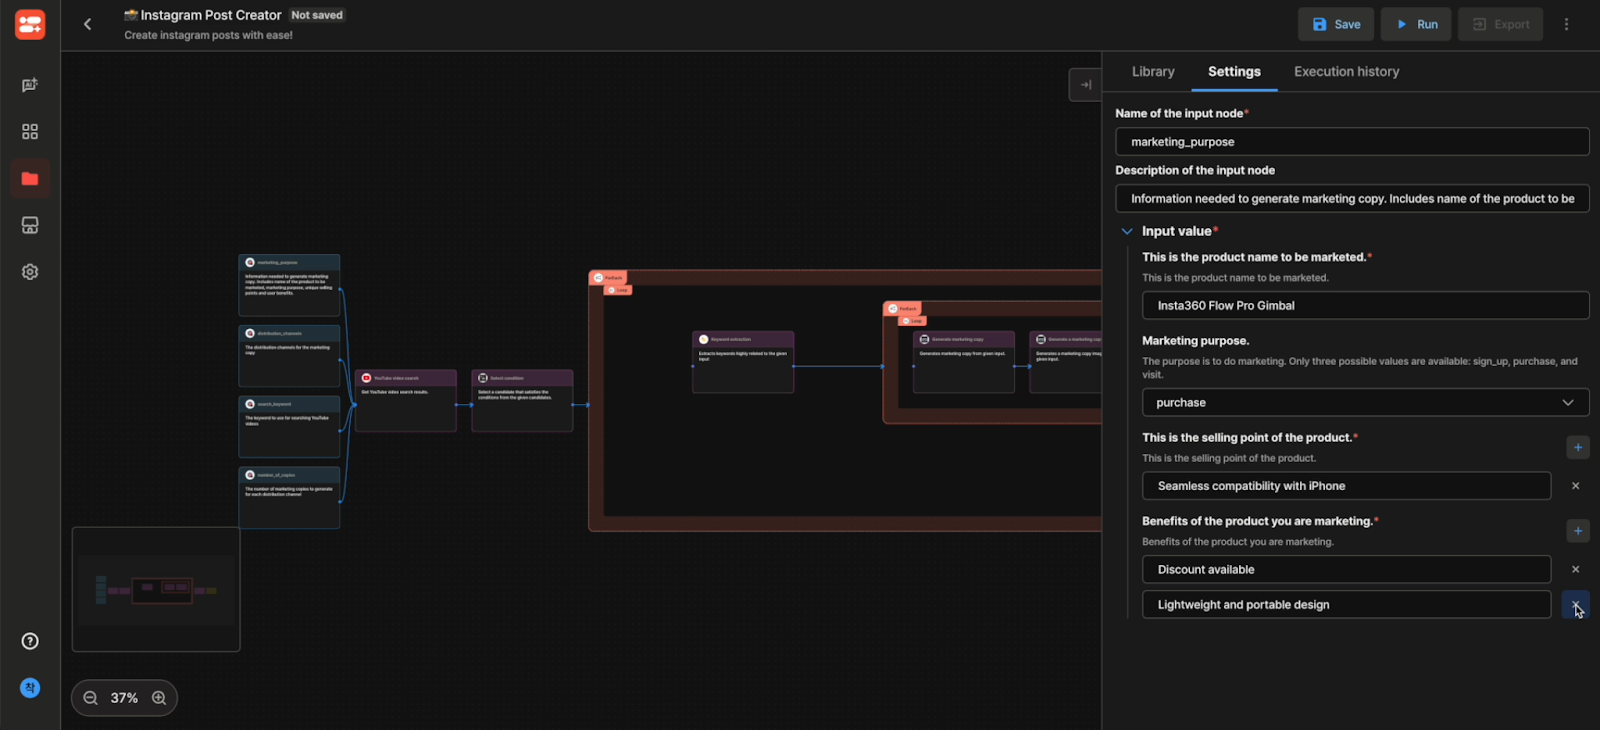 Instagram Post Creator Not saved
Create instagram posts with ease!
Save
Run
Export
Library
Settings
Execution history
Name of the input node*
marketing_purpose
Description of the input node
Information needed to generate marketing copy. Includes name of the product to be
Input value*
This is the product name to be marketed.*
This is the product name to be marketed.
Insta360 Flow Pro Gimbal
Marketing purpose.
The purpose is to do marketing. Only three possible values are available: sign_up, purchase, and
visit.
purchase
This is the selling point of the product.*
This is the selling point of the product.
Seamless compatibility with iPhone
Benefits of the product you are marketing.*
Benefits of the product you are marketing.
Discount available
Lightweight and portable design
marketing_purpose
Information needed to generate marketing
copy. Includes name of the product to be
marketed, marketing purpose, unique selling
points and user benefits.
distribution_channels
The distribution channels for the marketing
copy
search_keyword
The keyword to use for searching YouTube
videos
number_of_copies
The number of marketing copies to generate
for each distribution channel
YouTube video search
Get YouTube video search results.
Select condition
Select a candidate that satisfies the
conditions from the given candidates.
ForEach
Loop
Keyword extraction
Extracts keywords highly related to the given
input
ForEach
Loop
Generate marketing copy
Generates marketing copy from given input.
Generate a marketing cop
Generates a marketing copy imag
given input.
착
37%